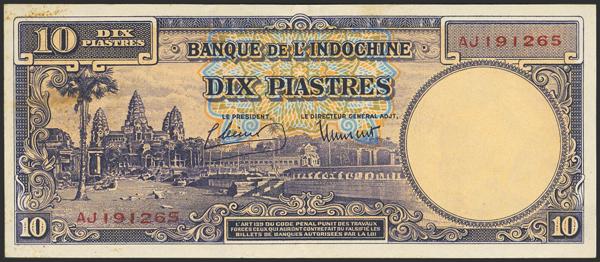 10 DIX
PIASTRES
BANQUE DE L'INDOCHINE
AJ191265
DIX PIASTRES
LE PRÉSIDENT,
LE DIRECTEUR GÉNÉRAL ADJT.
AJ191265
10
L'ART 139 DU CODE PENAL PUNIT DES TRAVAUX
FORCES CEUX QUI AURONT CONTREFAIT OU FALSIFIE LES
BILLETS DE BANQUES AUTORISEES PAR LA LOI
10